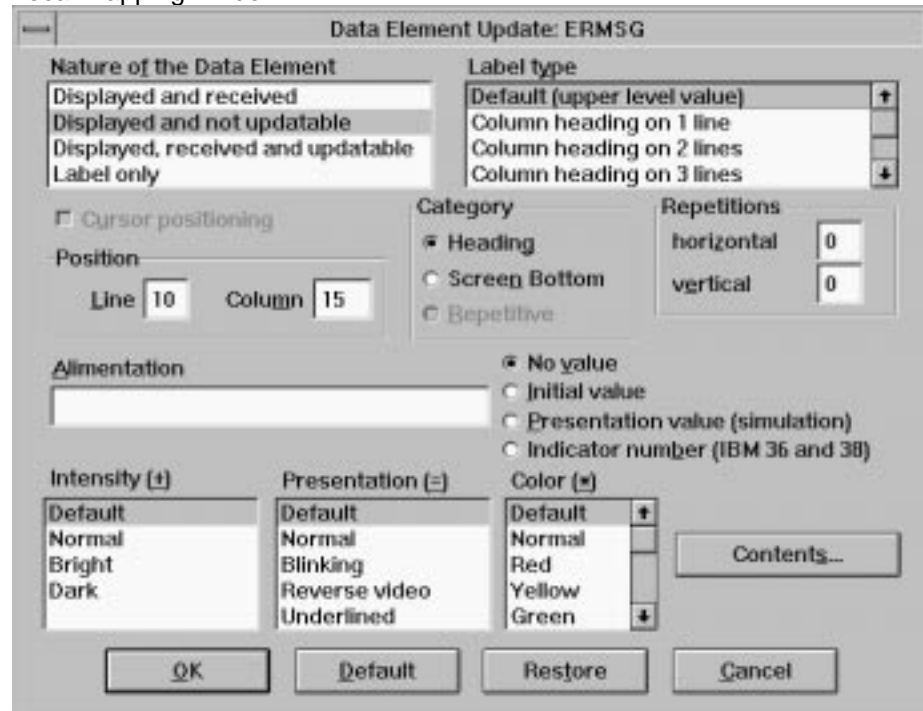 Data Element Update: ERMSG
Nature of the Data Element
Displayed and received
Displayed and not updatable
Displayed, received and updatable
Label only
Label type
Default (upper level value)
Column heading on 1 line
Column heading on 2 lines
Column heading on 3 lines
Cursor positioning
Position
Line 10 Column 15
Category
Heading
Screen Bottom
Repetitive
Repetitions
horizontal 0
vertical 0
Alimentation
No value
Initial value
Presentation value (simulation)
Indicator number (IBM 36 and 38)
Intensity (+)
Default
Normal
Bright
Dark
Presentation (=)
Default
Normal
Blinking
Reverse video
Underlined
Color (*)
Default
Normal
Red
Yellow
Green
Contents...
OK Default Restore Cancel